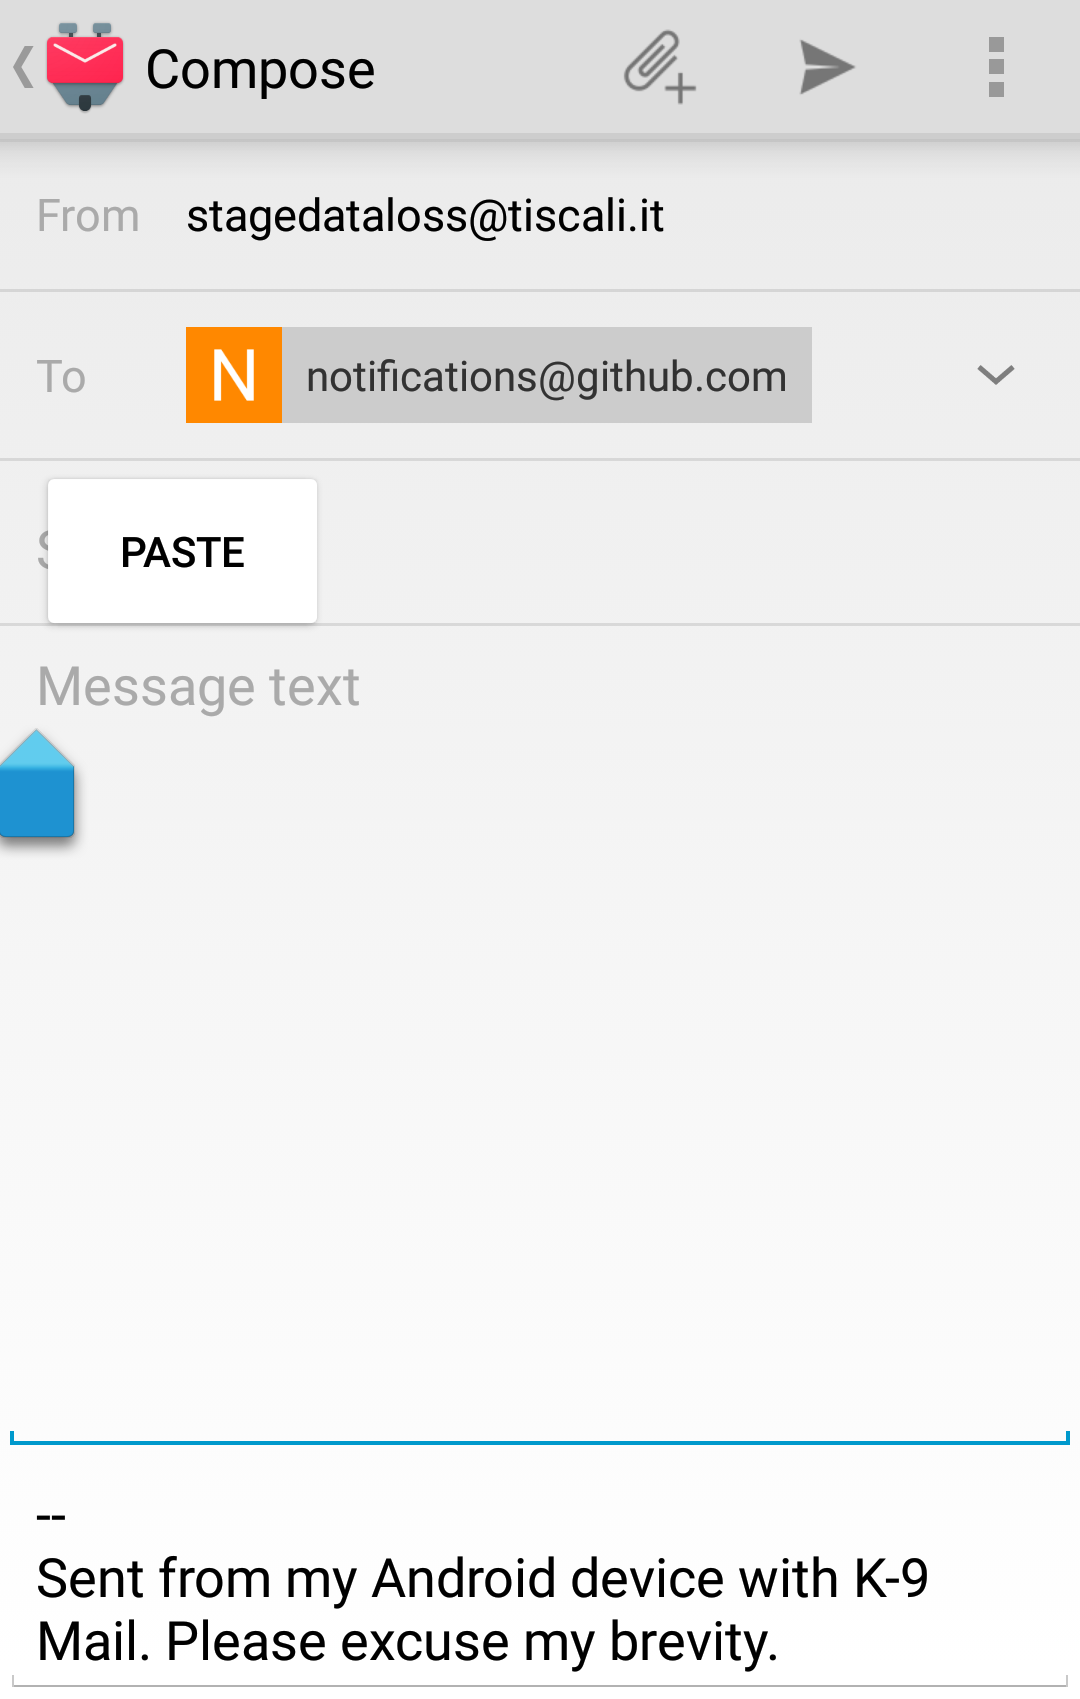 Compose
From stagedataloss@tiscali.it
To N notifications@github.com
PASTE
Message text
--
Sent from my Android device with K-9
Mail. Please excuse my brevity.